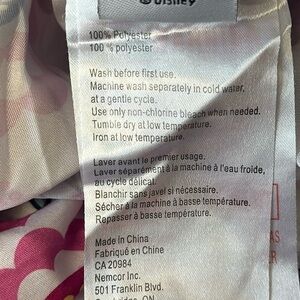 ©DISNEY
100% Polyester
100 % polyester
Wash before first use.
Machine wash separately in cold water,
at a gentle cycle.
Use only non-chlorine bleach when needed.
Tumble dry at low temperature.
Iron at low temperature.
Laver avant le premier usage.
Laver séparément à la machine à l'eau froide,
au cycle délicat.
Blanchir sans javel si nécessaire.
Sécher à la machine à basse température.
Repasser à basse température.
Made in China
Fabriqué en Chine
CA 20984
Nemcor Inc.
501 Franklin Blvd.